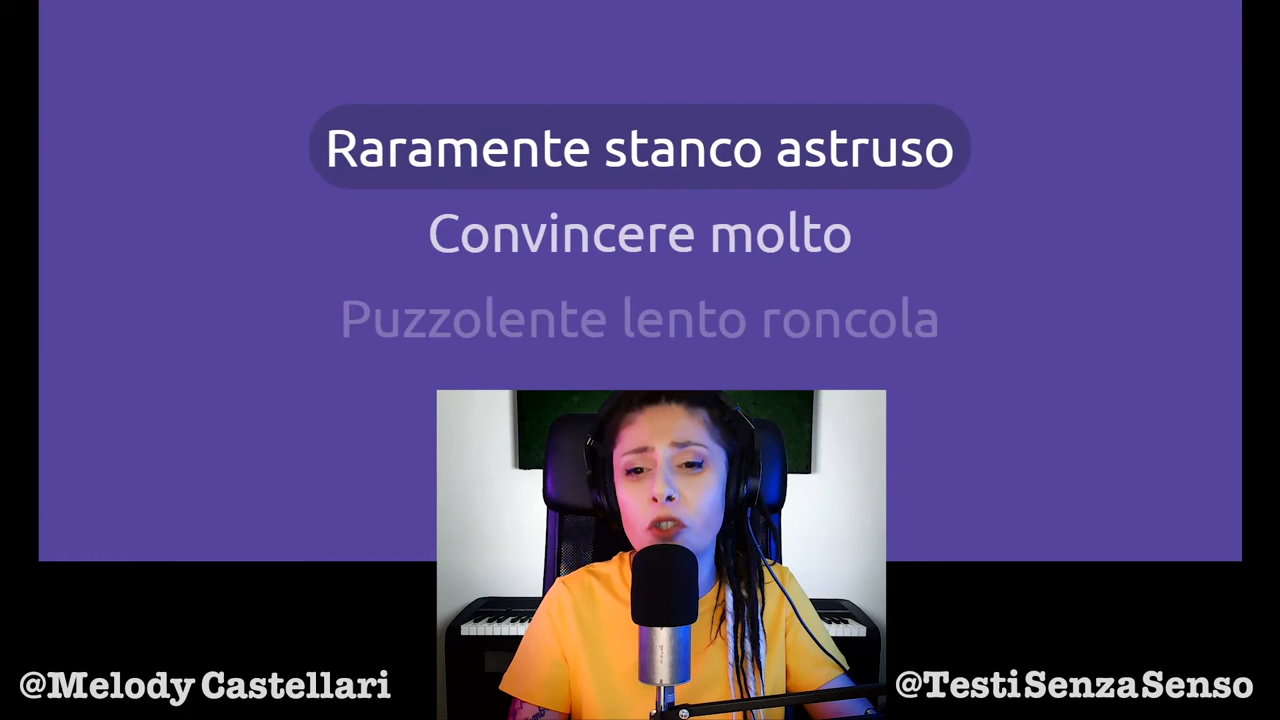 Raramente stanco astruso
Convincere molto
Puzzolente lento roncola
@Melody Castellari
@TestiSenzaSenso